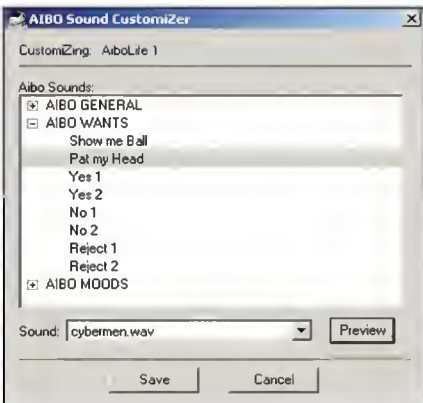 AIBO Sound CustomiZer
CustomiZing: AiboLife 1
Aibo Sounds:
AIBO GENERAL
AIBO WANTS
Show me Ball
Pat my Head
Yes 1
Yes 2
No 1
No 2
Reject 1
Reject 2
AIBO MOODS
Sound: cybermen.wav Preview
Save Cancel